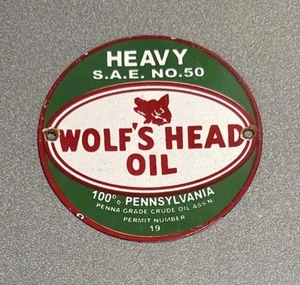 HEAVY
S.A.E. NO.50
WOLF'S HEAD
OIL
100% PENNSYLVANIA
PENNA GRADE CRUDE OIL ASS'N.
PERMIT NUMBER
19